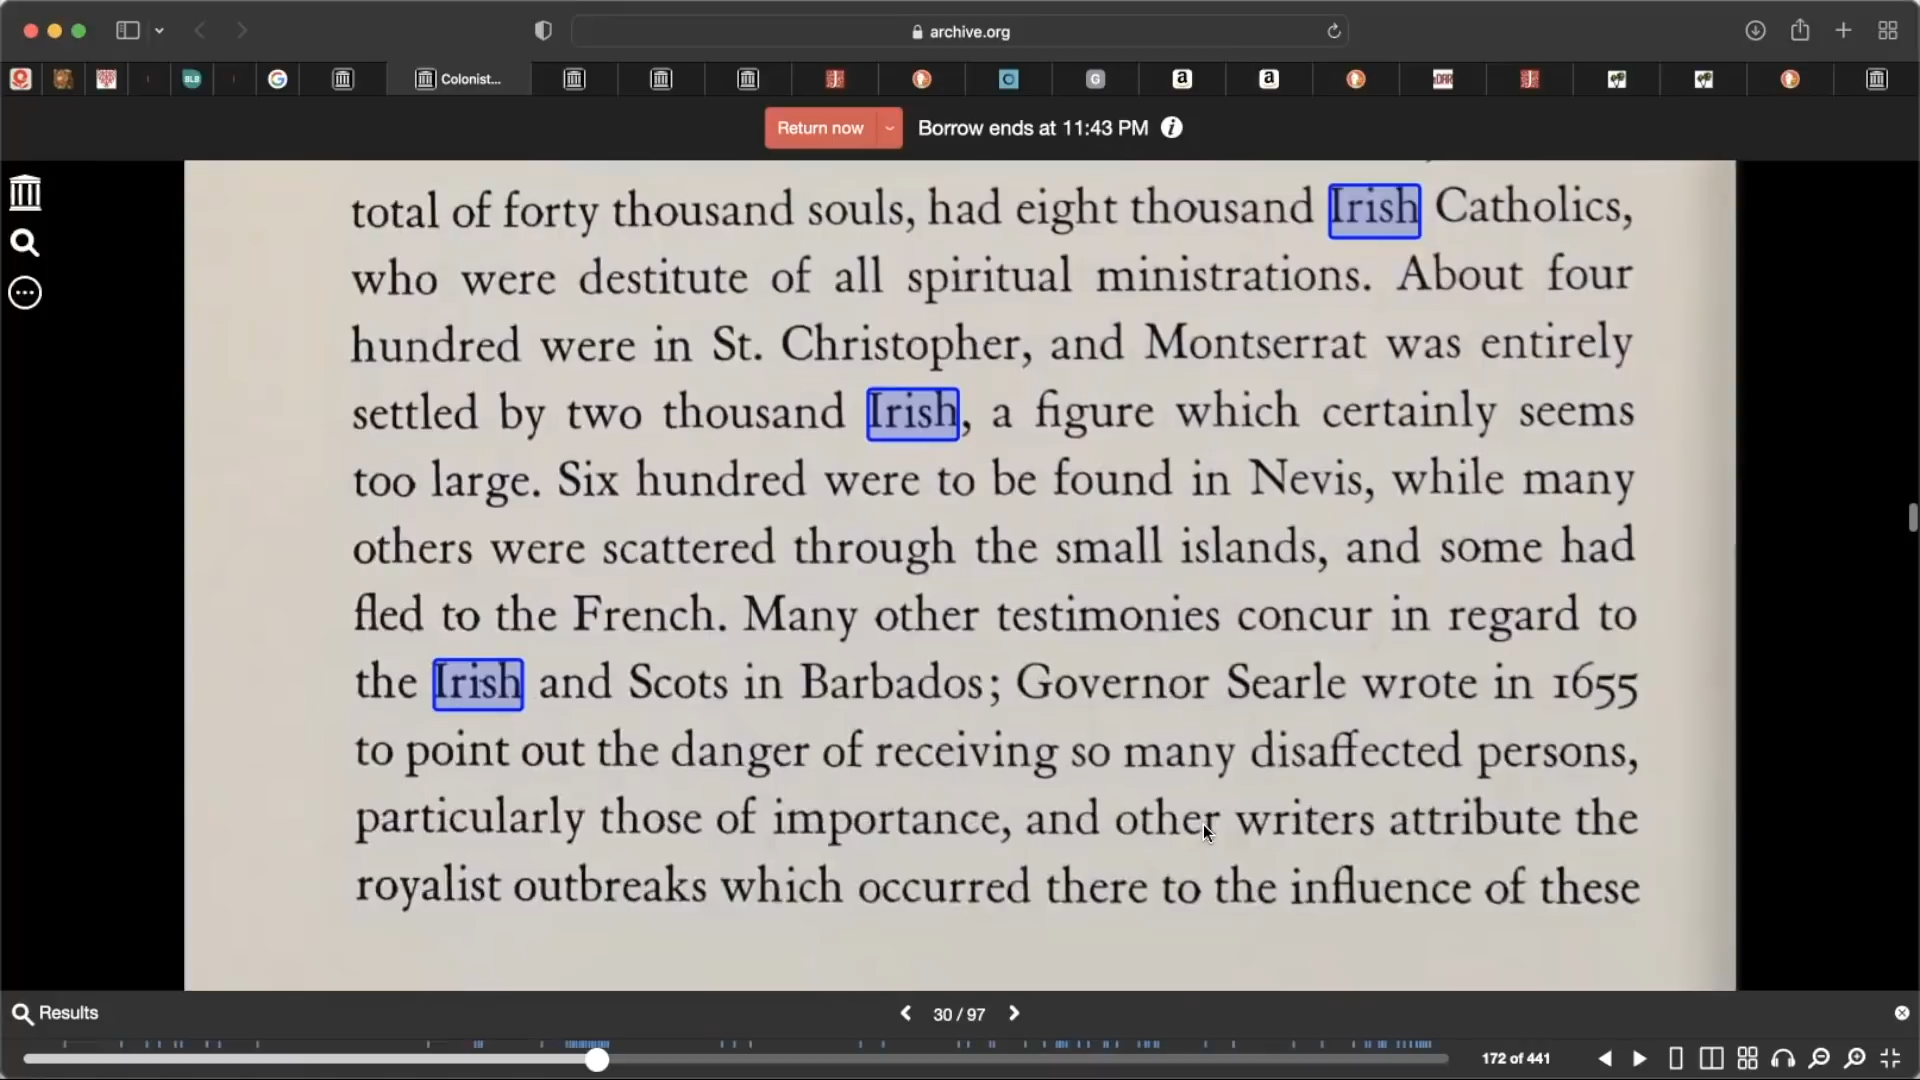 archive.org
BLB
Colonist...
G
a
a
DAR
Return now
Borrow ends at 11:43 PM
total of forty thousand souls, had eight thousand Irish Catholics,
who were destitute of all spiritual ministrations. About four
hundred were in St. Christopher, and Montserrat was entirely
settled by two thousand Irish, a figure which certainly seems
too large. Six hundred were to be found in Nevis, while many
others were scattered through the small islands, and some had
fled to the French. Many other testimonies concur in regard to
the Irish and Scots in Barbados; Governor Searle wrote in 1655
to point out the danger of receiving so many disaffected persons,
particularly those of importance, and other writers attribute the
royalist outbreaks which occurred there to the influence of these
Results
30 / 97
172 of 441